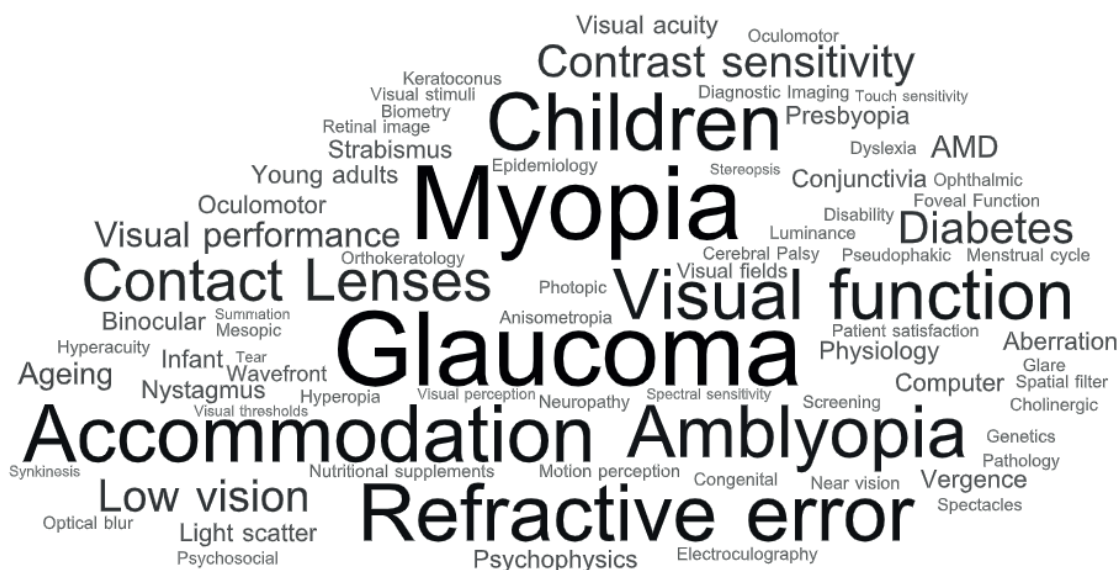 Visual acuity
Oculomotor
Contrast sensitivity
Keratoconus
Visual stimuli
Diagnostic Imaging
Touch sensitivity
Children
Biometry
Presbyopia
Retinal image
Strabismus
Dyslexia
AMD
Epidemiology
Stereopsis
Young adults
Myopia
Conjunctivia
Ophthalmic
Oculomotor
Foveal Function
Disability
Diabetes
Visual performance
Luminance
Orthokeratology
Cerebral Palsy
Pseudophakic
Menstrual cycle
Visual fields
Contact Lenses
Photopic
Visual function
Binocular
Summation
Mesopic
Anisometropia
Glaucoma
Patient satisfaction
Physiology
Aberration
Hyperacuity
Infant
Tear
Wavefront
Glare
Ageing
Nystagmus
Hyperopia
Visual perception
Neuropathy
Spectral sensitivity
Computer
Spatial filter
Visual thresholds
Screening
Cholinergic
Accommodation
Amblyopia
Genetics
Pathology
Synkinesis
Nutritional supplements
Motion perception
Congenital
Near vision
Vergence
Low vision
Refractive error
Spectacles
Optical blur
Light scatter
Psychosocial
Psychophysics
Electroculography